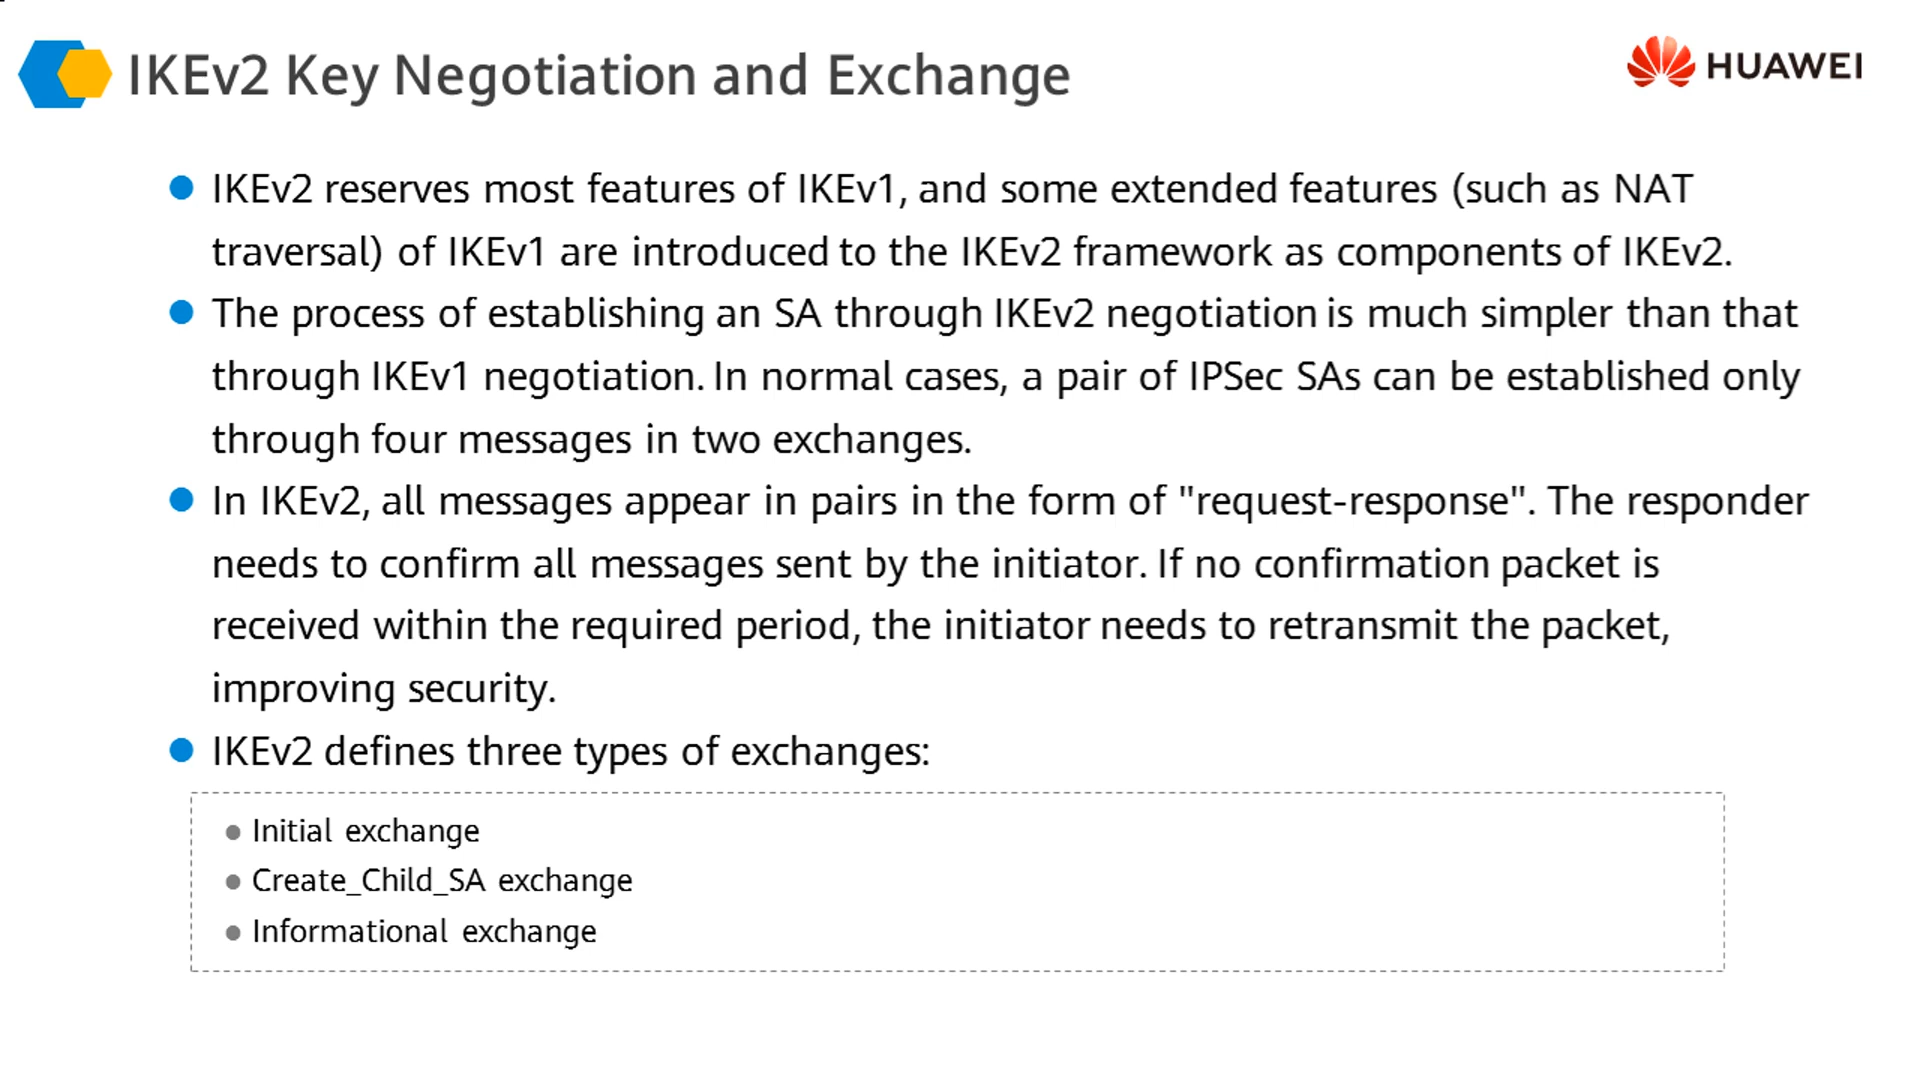 IKEv2 Key Negotiation and Exchange
HUAWEI
IKEv2 reserves most features of IKEv1, and some extended features (such as NAT
traversal) of IKEv1 are introduced to the IKEv2 framework as components of IKEv2.
The process of establishing an SA through IKEv2 negotiation is much simpler than that
through IKEv1 negotiation. In normal cases, a pair of IPSec SAs can be established only
through four messages in two exchanges.
In IKEv2, all messages appear in pairs in the form of "request-response". The responder
needs to confirm all messages sent by the initiator. If no confirmation packet is
received within the required period, the initiator needs to retransmit the packet,
improving security.
IKEv2 defines three types of exchanges:
Initial exchange
Create_Child_SA exchange
Informational exchange